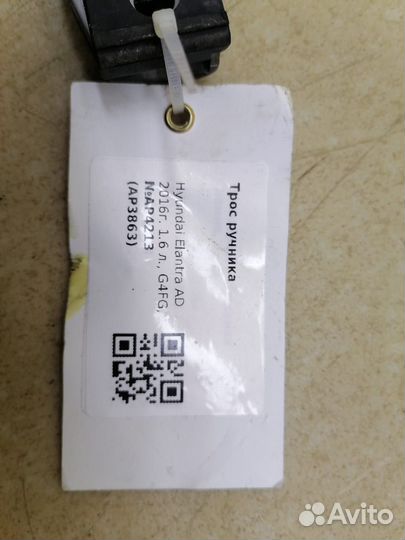 Трос ручника
Hyundai Elantra AD
2016г. 1.6 л., G4FG,
№AP4213
(AP3863)
Avito